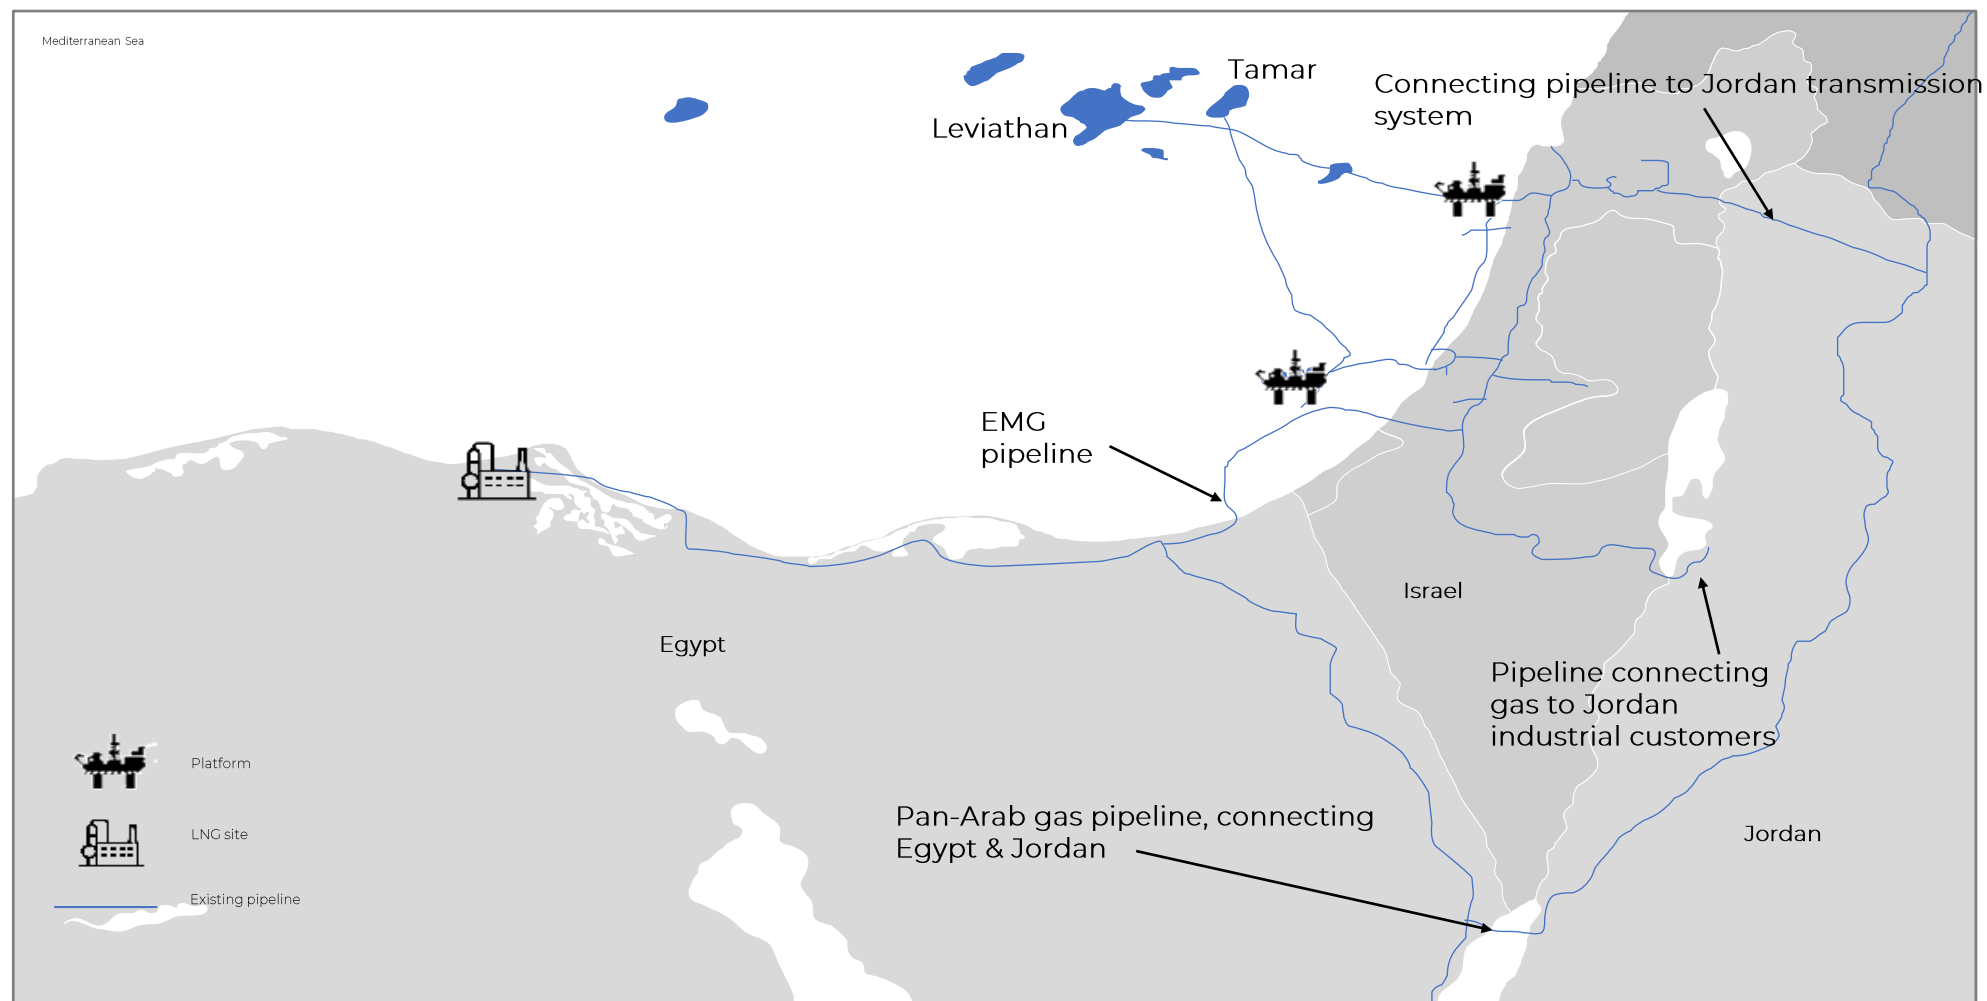 Mediterranean Sea
Tamar
Leviathan
Connecting pipeline to Jordan transmission
system
EMG
pipeline
Israel
Egypt
Pipeline connecting
gas to Jordan
industrial customers
Pan-Arab gas pipeline, connecting
Egypt & Jordan
Jordan
Platform
LNG site
Existing pipeline